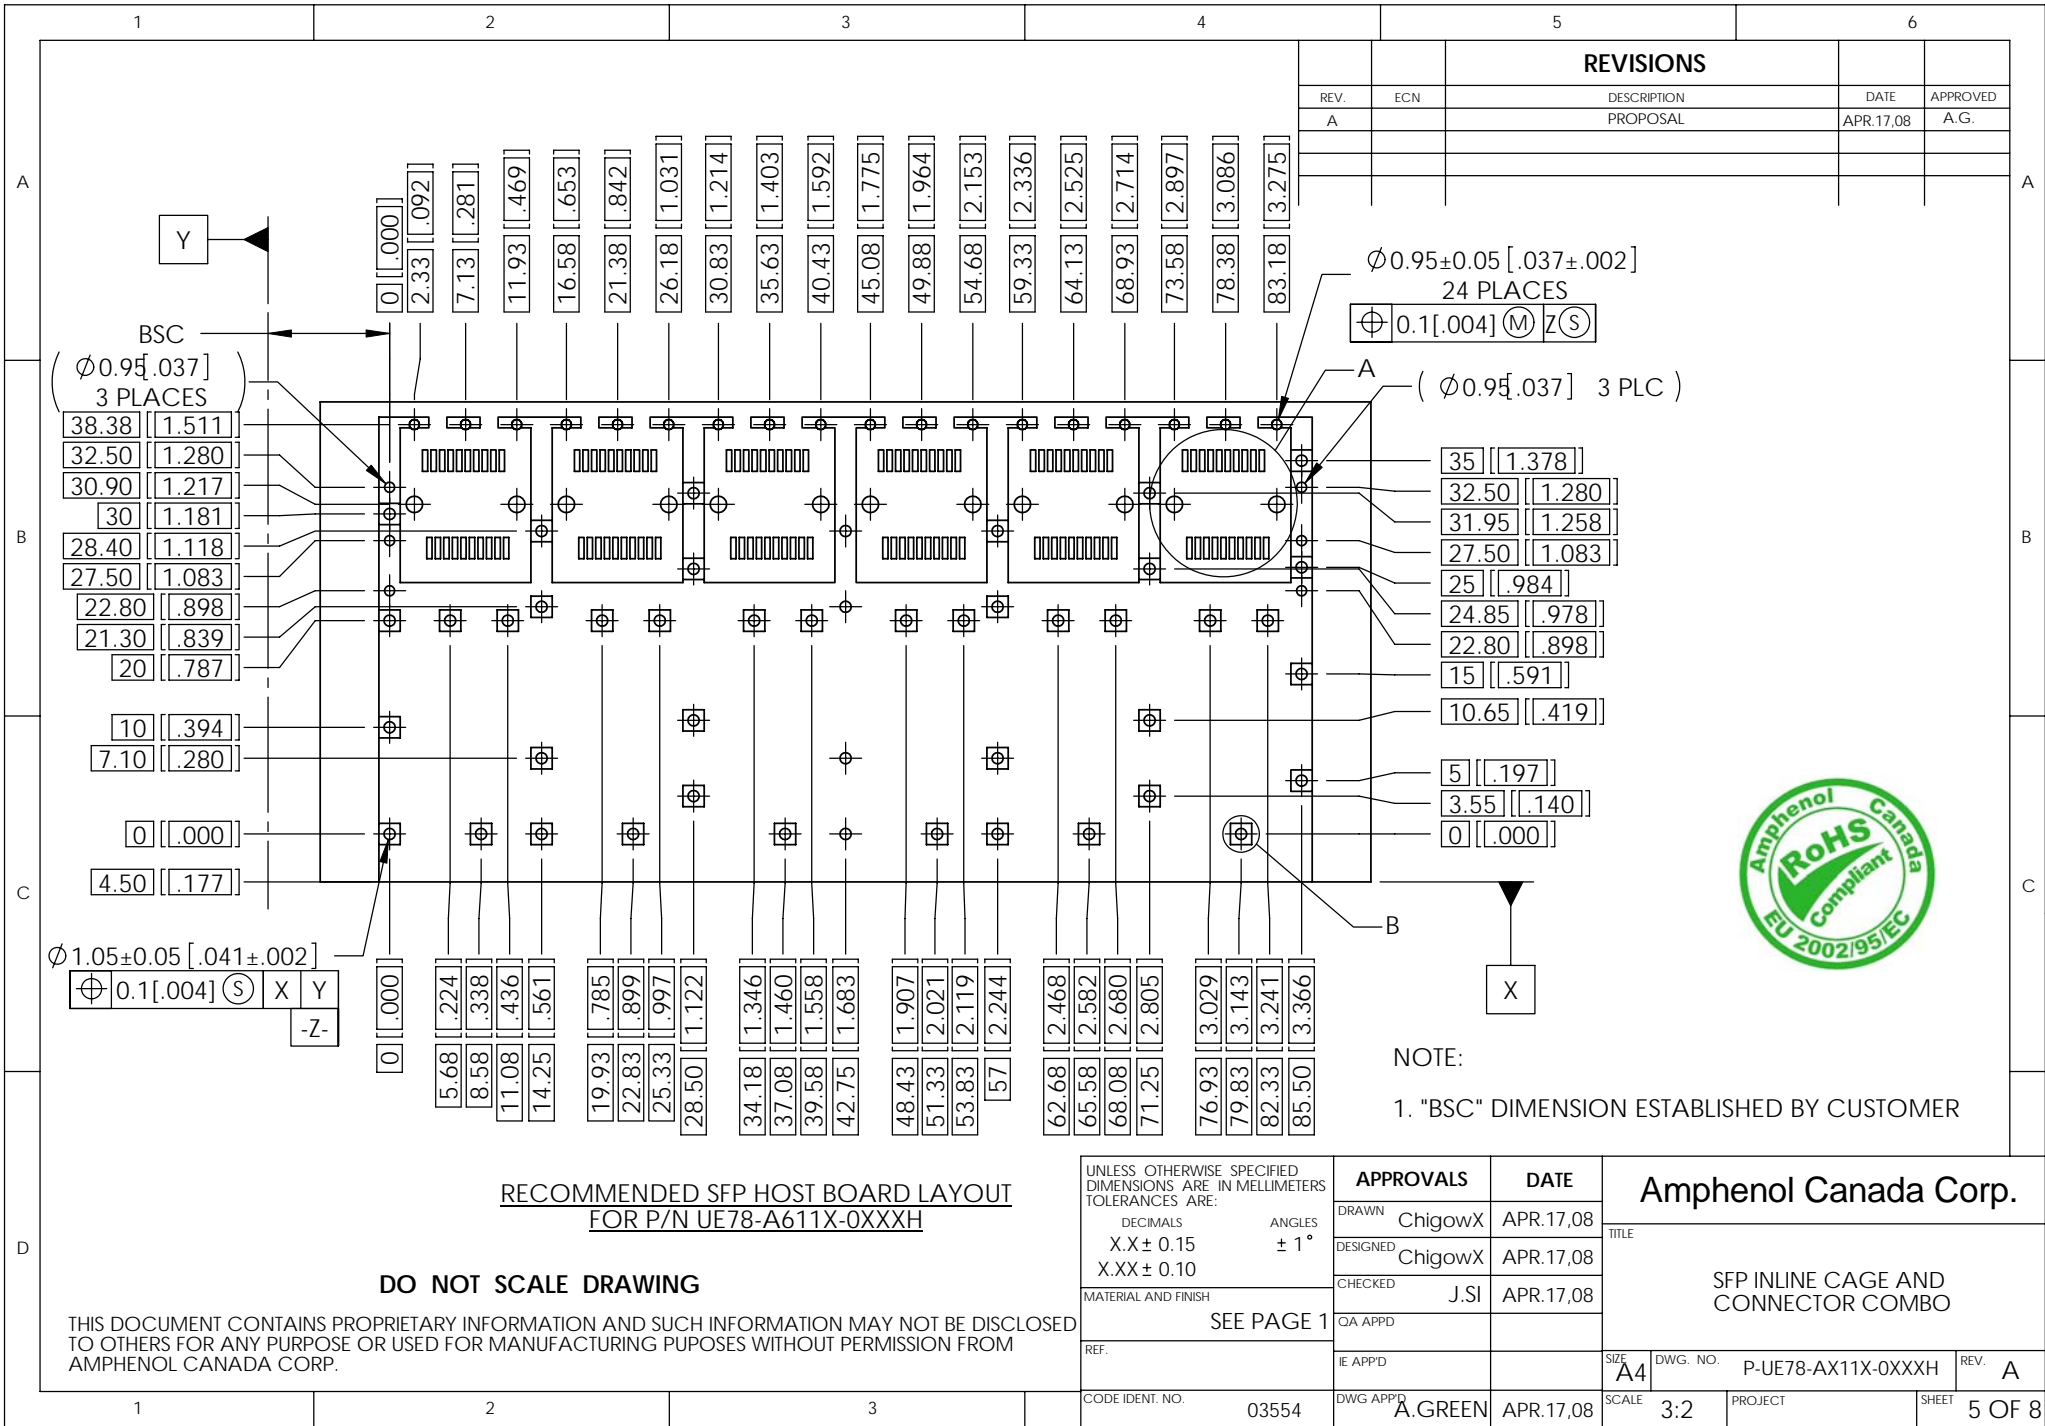 1 2 3 4 5 6
REVISIONS
REV. ECN DESCRIPTION DATE APPROVED
A PROPOSAL APR.17,08 A.G.
A A
0 [.000]
2.33 [.092]
7.13 [.281]
11.93 [.469]
16.58 [.653]
21.38 [.842]
26.18 [1.031]
30.83 [1.214]
35.63 [1.403]
40.43 [1.592]
45.08 [1.775]
49.88 [1.964]
54.68 [2.153]
59.33 [2.336]
64.13 [2.525]
68.93 [2.714]
73.58 [2.897]
78.38 [3.086]
83.18 [3.275]
Y
BSC
∅0.95±0.05 [.037±.002]
24 PLACES
⌖ 0.1[.004] Ⓜ Z Ⓢ
A
( ∅0.95[.037]
3 PLACES )
( ∅0.95[.037] 3 PLC )
38.38 [1.511]
32.50 [1.280]
30.90 [1.217]
30 [1.181]
28.40 [1.118]
27.50 [1.083]
22.80 [.898]
21.30 [.839]
20 [.787]
10 [.394]
7.10 [.280]
0 [.000]
4.50 [.177]
35 [1.378]
32.50 [1.280]
31.95 [1.258]
27.50 [1.083]
25 [.984]
24.85 [.978]
22.80 [.898]
15 [.591]
10.65 [.419]
5 [.197]
3.55 [.140]
0 [.000]
B B
C C
B
X
Amphenol Canada
RoHS
Compliant
EU 2002/95/EC
∅1.05±0.05 [.041±.002]
⌖ 0.1[.004] Ⓢ X Y
-Z-
0 [.000]
5.68 [.224]
8.58 [.338]
11.08 [.436]
14.25 [.561]
19.93 [.785]
22.83 [.899]
25.33 [.997]
28.50 [1.122]
34.18 [1.346]
37.08 [1.460]
39.58 [1.558]
42.75 [1.683]
48.43 [1.907]
51.33 [2.021]
53.83 [2.119]
57 [2.244]
62.68 [2.468]
65.58 [2.582]
68.08 [2.680]
71.25 [2.805]
76.93 [3.029]
79.83 [3.143]
82.33 [3.241]
85.50 [3.366]
NOTE:
1. "BSC" DIMENSION ESTABLISHED BY CUSTOMER
RECOMMENDED SFP HOST BOARD LAYOUT
FOR P/N UE78-A611X-0XXXH
D
DO NOT SCALE DRAWING
THIS DOCUMENT CONTAINS PROPRIETARY INFORMATION AND SUCH INFORMATION MAY NOT BE DISCLOSED
TO OTHERS FOR ANY PURPOSE OR USED FOR MANUFACTURING PUPOSES WITHOUT PERMISSION FROM
AMPHENOL CANADA CORP.
UNLESS OTHERWISE SPECIFIED
DIMENSIONS ARE IN MELLIMETERS
TOLERANCES ARE:
DECIMALS ANGLES
X.X ± 0.15 ± 1°
X.XX ± 0.10
MATERIAL AND FINISH
SEE PAGE 1
REF.
CODE IDENT. NO. 03554
APPROVALS DATE
DRAWN ChigowX APR.17,08
DESIGNED ChigowX APR.17,08
CHECKED J.SI APR.17,08
QA APPD
IE APP'D
DWG APP'D A.GREEN APR.17,08
Amphenol Canada Corp.
TITLE
SFP INLINE CAGE AND
CONNECTOR COMBO
SIZE A4 DWG. NO. P-UE78-AX11X-0XXXH REV. A
SCALE 3:2 PROJECT SHEET 5 OF 8
1 2 3